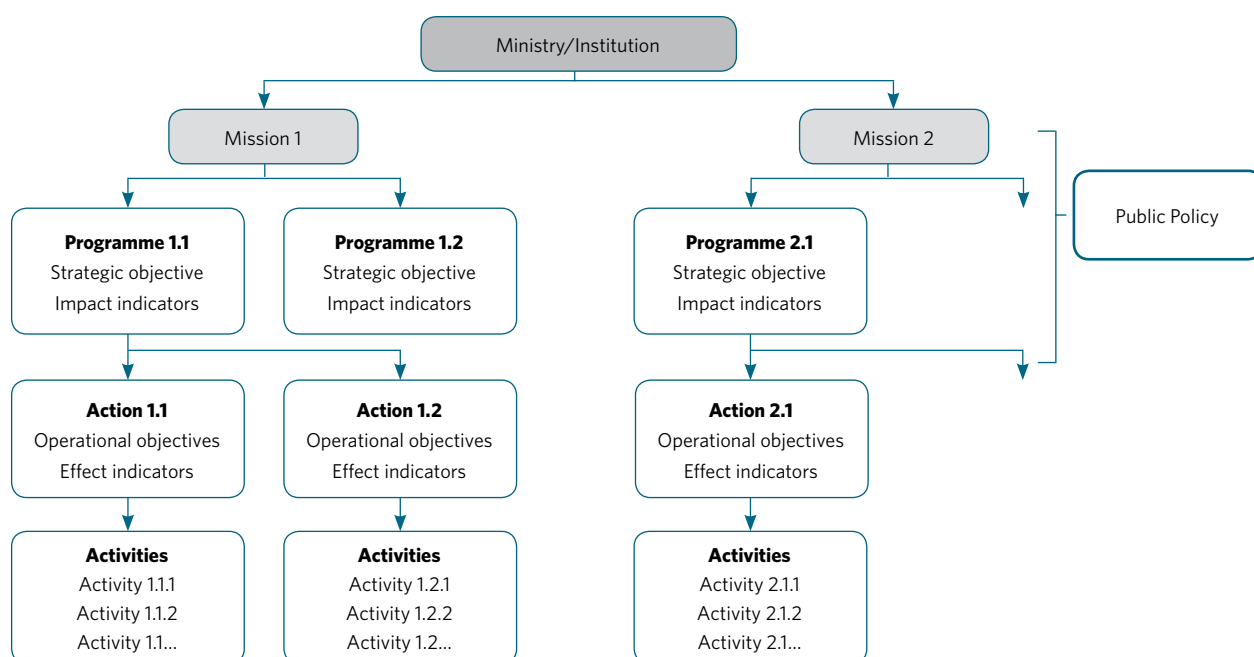 Ministry/Institution
Mission 1
Mission 2
Public Policy
Programme 1.1
Strategic objective
Impact indicators
Programme 1.2
Strategic objective
Impact indicators
Programme 2.1
Strategic objective
Impact indicators
Action 1.1
Operational objectives
Effect indicators
Action 1.2
Operational objectives
Effect indicators
Action 2.1
Operational objectives
Effect indicators
Activities
Activity 1.1.1
Activity 1.1.2
Activity 1.1...
Activities
Activity 1.2.1
Activity 1.2.2
Activity 1.2...
Activities
Activity 2.1.1
Activity 2.1.2
Activity 2.1...